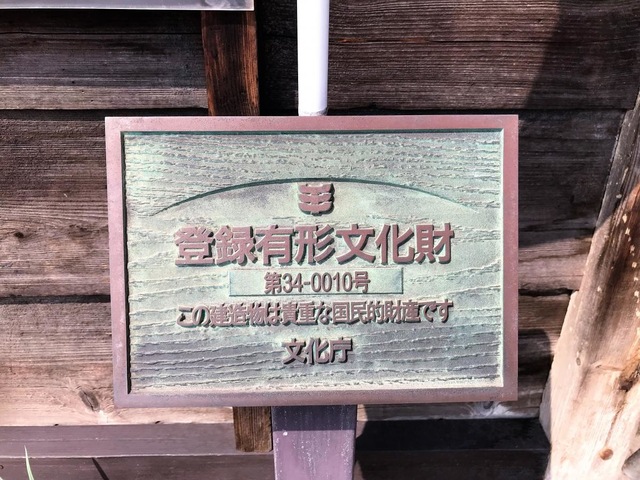 登録有形文化財
第34-0010号
この建造物は貴重な国民的財産です
文化庁